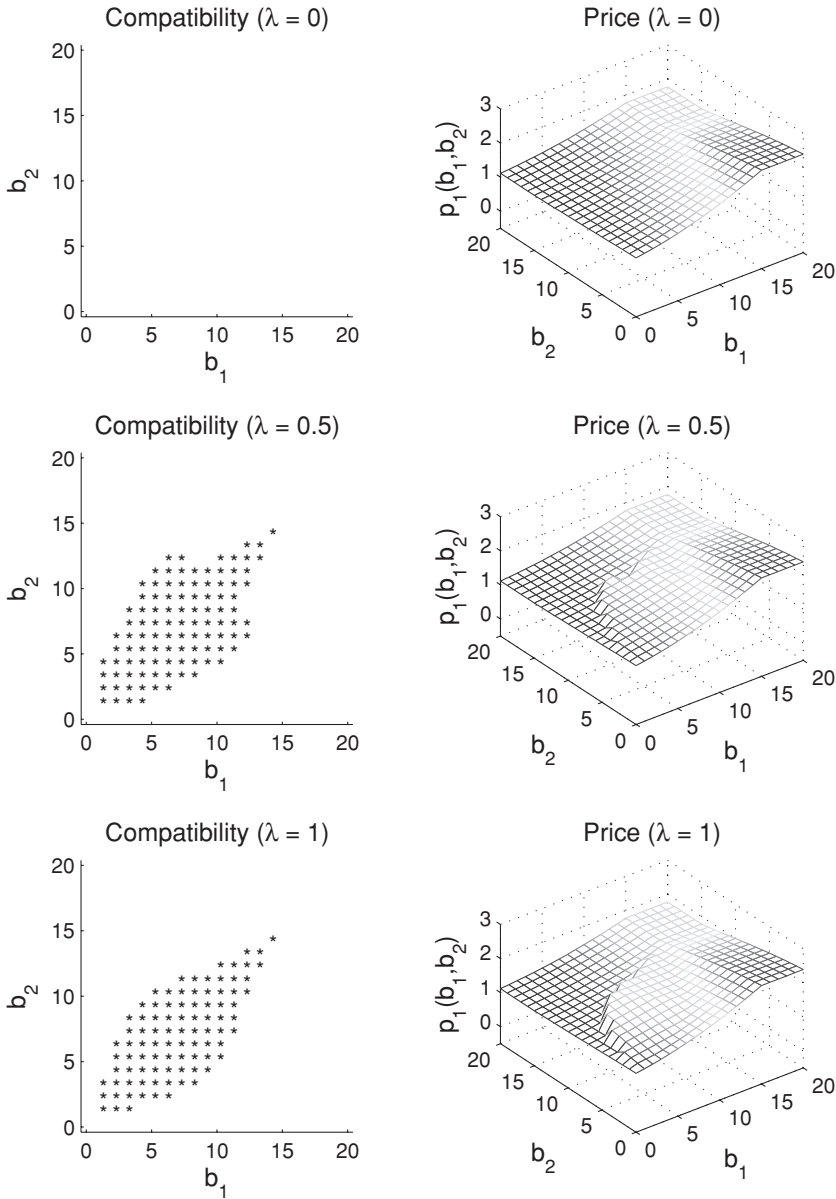 Compatibility (λ = 0)
20
15
10
5
0
b₂
0 5 10 15 20
b₁
Price (λ = 0)
3
2
1
0
p₁(b₁,b₂)
20
15
10
5
0
b₂
0
5
10
15
20
b₁
Compatibility (λ = 0.5)
20
15
10
5
0
b₂
0 5 10 15 20
b₁
Price (λ = 0.5)
3
2
1
0
p₁(b₁,b₂)
20
15
10
5
0
b₂
0
5
10
15
20
b₁
Compatibility (λ = 1)
20
15
10
5
0
b₂
0 5 10 15 20
b₁
Price (λ = 1)
3
2
1
0
p₁(b₁,b₂)
20
15
10
5
0
b₂
0
5
10
15
20
b₁